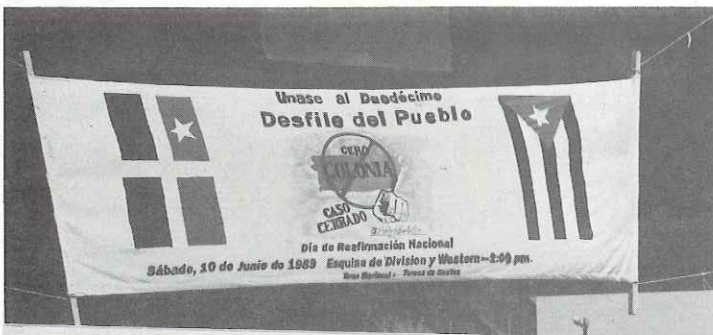 Unase al Duodécimo
Desfile del Pueblo
CERO
COLONIA
CASO
CERRADO
Día de Reafirmación Nacional
Sábado, 10 de Junio de 1989 Esquina de Division y Western-2:00 pm.